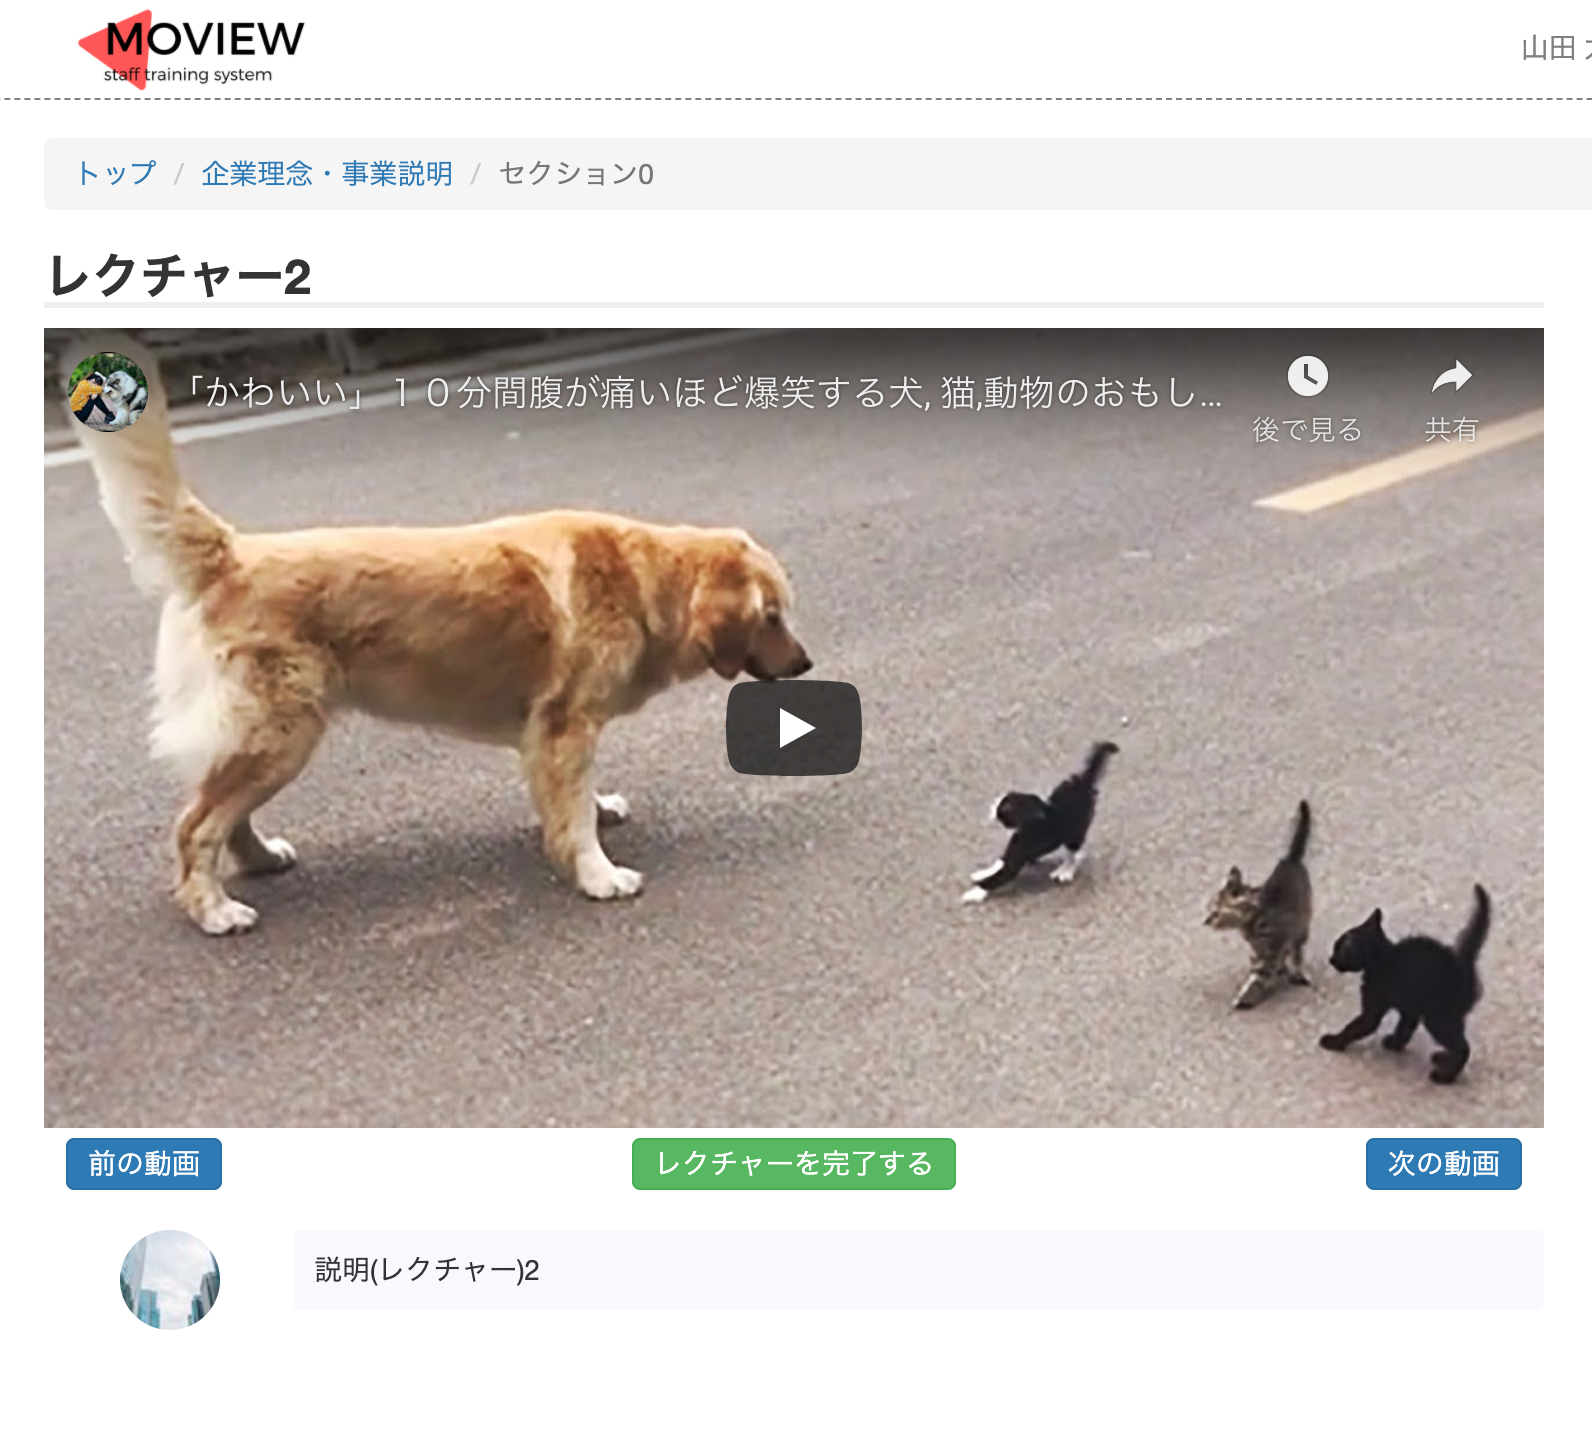 MOVIEW
staff training system
山田
トップ / 企業理念・事業説明 / セクション0
レクチャー2
「かわいい」１０分間腹が痛いほど爆笑する犬, 猫,動物のおもし...
後で見る
共有
前の動画
レクチャーを完了する
次の動画
説明(レクチャー)2